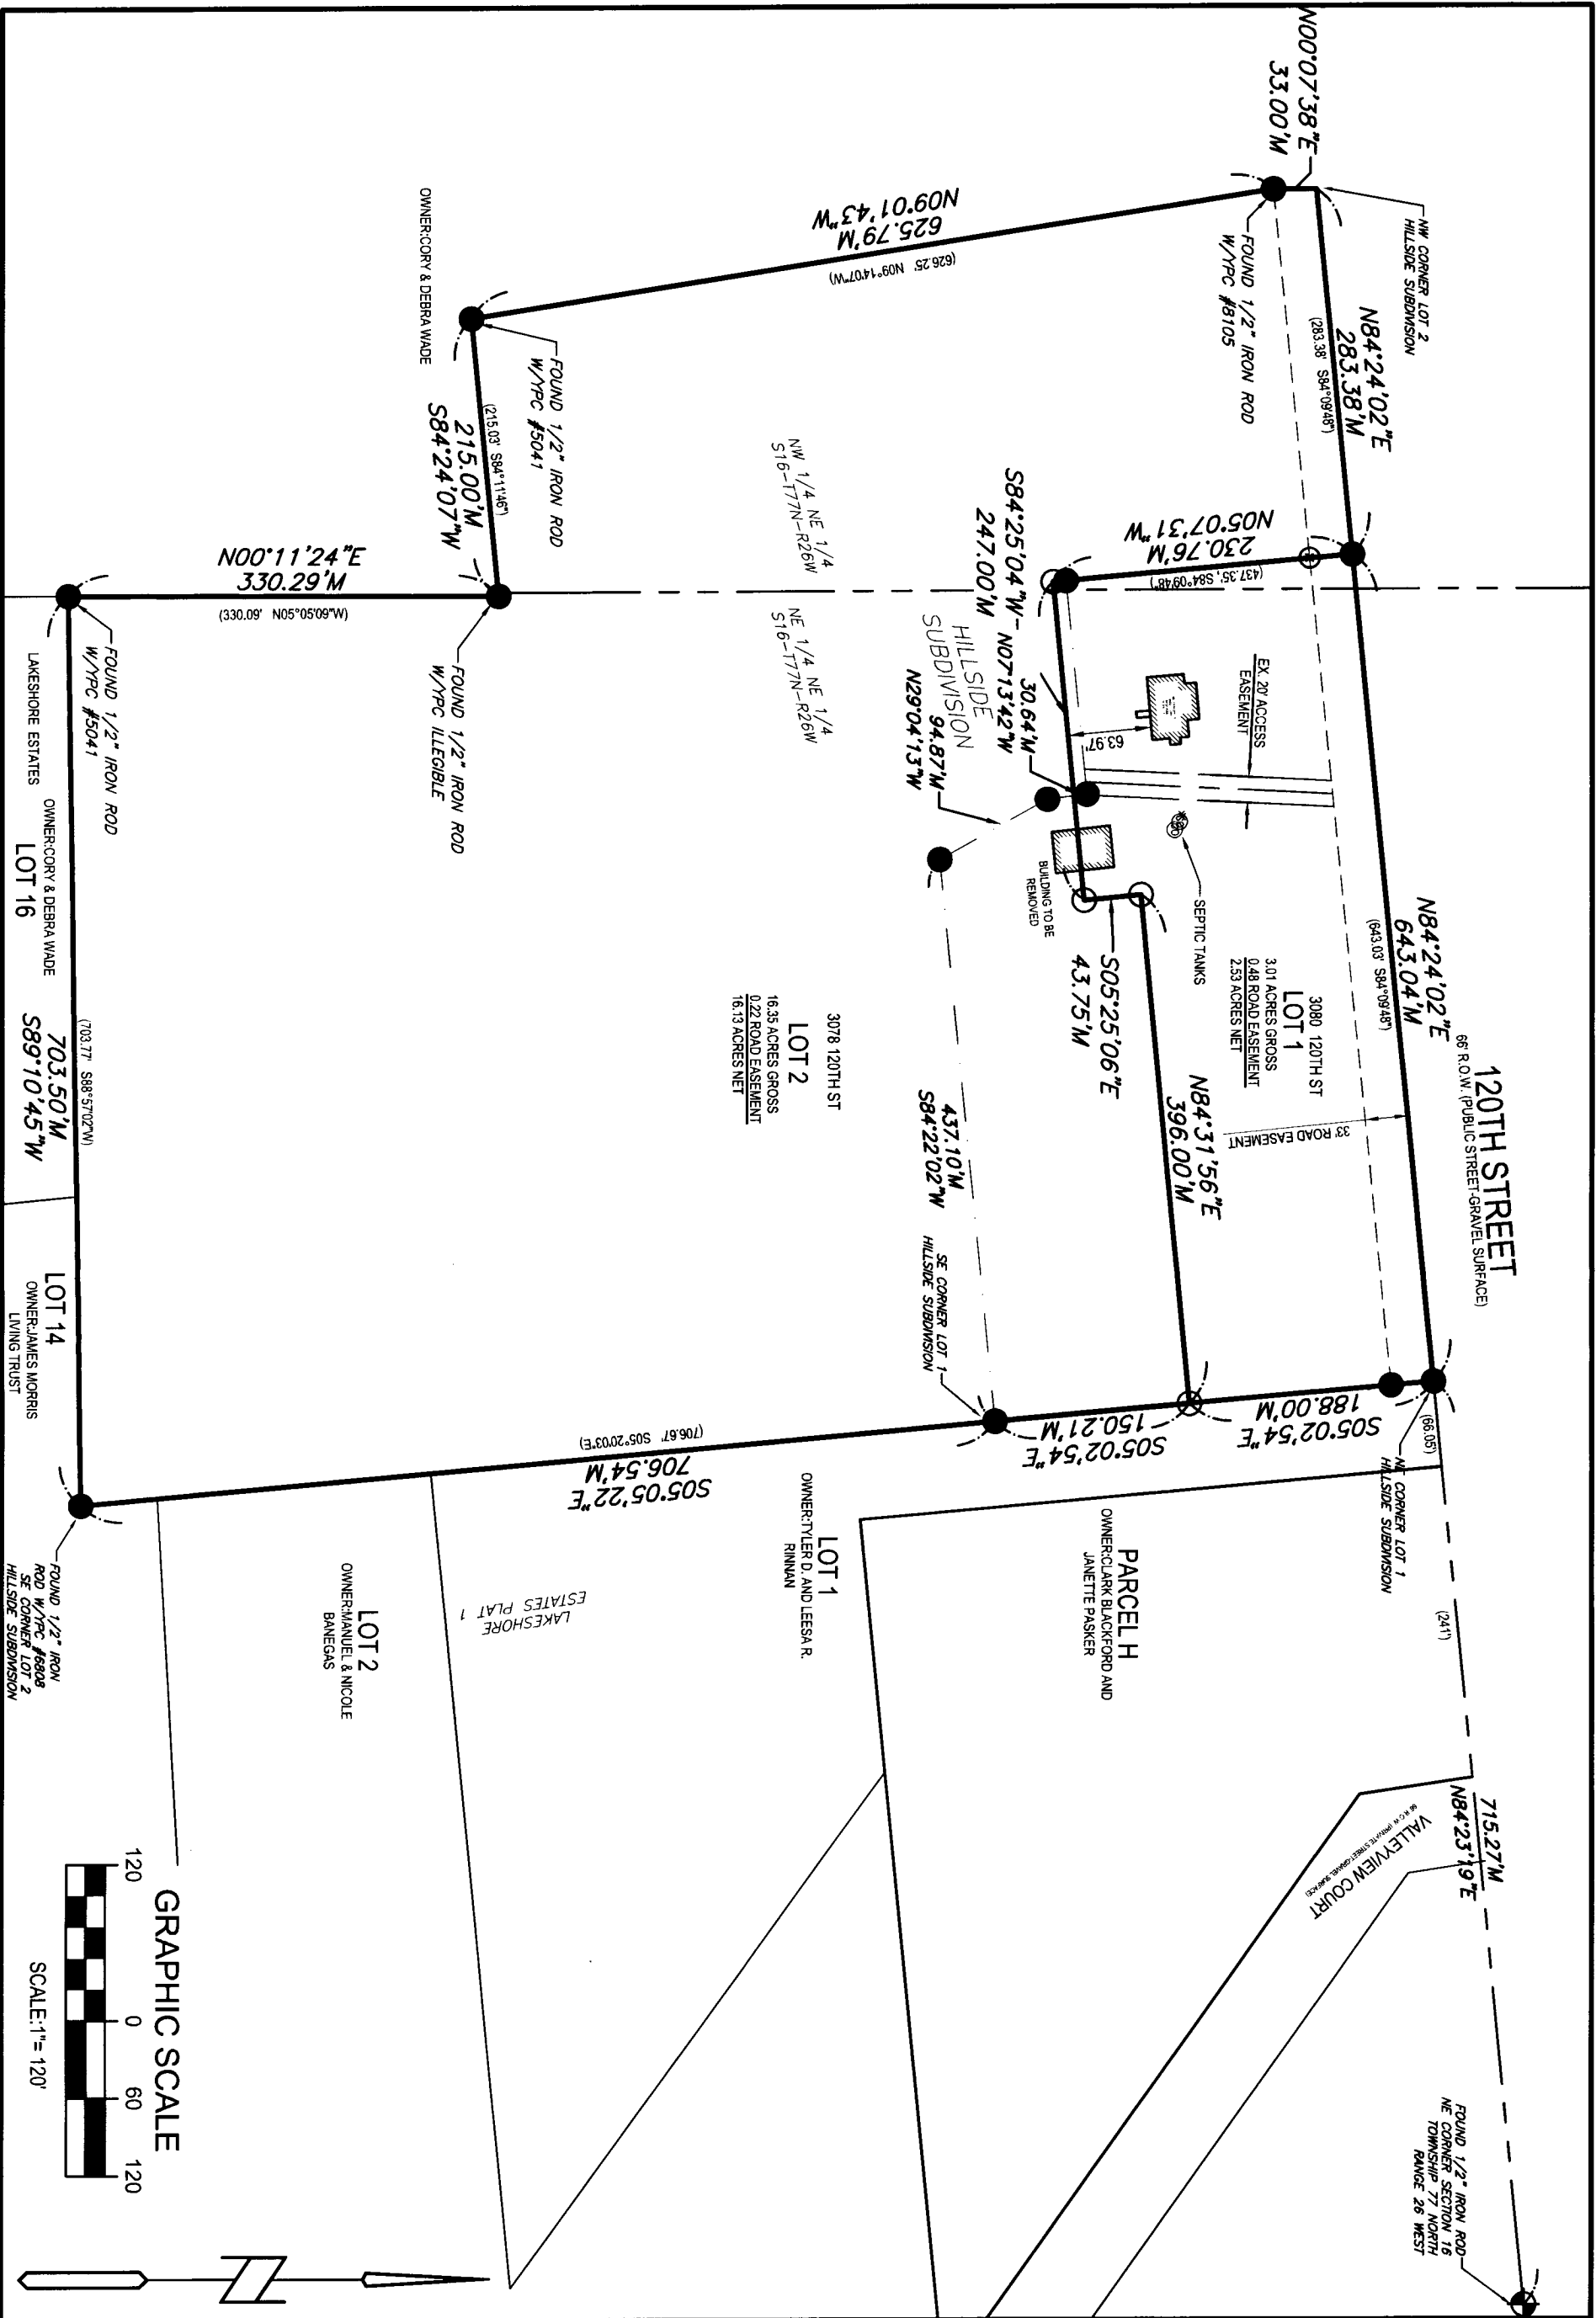 N00°07'38"E
33.00'M
NW CORNER LOT 2
HILLSIDE SUBDIVISION
N84°24'02"E
283.38'M
(283.38' S84°09'48")
FOUND 1/2" IRON ROD
W/YPC #8105
625.79'M
N09°01'43"W
(626.25' N09°14'07"W)
OWNER:CORY & DEBRA WADE
FOUND 1/2" IRON ROD
W/YPC #5041
(215.03' S84°11'46")
215.00'M
S84°24'07"W
N00°11'24"E
330.29'M
(330.09' N05°05'09"W)
FOUND 1/2" IRON ROD
W/YPC ILLEGIBLE
FOUND 1/2" IRON ROD
W/YPC #5041
NW 1/4 NE 1/4
S16-T77N-R26W
NE 1/4 NE 1/4
S16-T77N-R26W
N05°07'31"W
230.76'M
(437.35', S84°09'48")
S84°25'04"W
247.00'M
N07°13'42"W
30.64'M
HILLSIDE
SUBDIVISION
94.87'M
N29°04'13"W
EX. 20' ACCESS
EASEMENT
63.97'
BUILDING TO BE
REMOVED
SEPTIC TANKS
S05°25'06"E
43.75'M
3080 120TH ST
LOT 1
3.01 ACRES GROSS
0.48 ROAD EASEMENT
2.53 ACRES NET
33' ROAD EASEMENT
N84°31'56"E
396.00'M
N84°24'02"E
643.04'M
(643.03' S84°09'48")
120TH STREET
66' R.O.W. (PUBLIC STREET-GRAVEL SURFACE)
3078 120TH ST
LOT 2
16.35 ACRES GROSS
0.22 ROAD EASEMENT
16.13 ACRES NET
437.10'M
S84°22'02"W
SE CORNER LOT 1
HILLSIDE SUBDIVISION
S05°02'54"E
188.00'M
S05°02'54"E
150.21'M
(66.05')
NE CORNER LOT 1
HILLSIDE SUBDIVISION
(241')
S05°05'22"E
706.54'M
(706.67' S05°20'03"E)
LAKESHORE ESTATES
OWNER:CORY & DEBRA WADE
LOT 16
(703.77' S88°57'02"W)
703.50'M
S89°10'45"W
LOT 14
OWNER:JAMES MORRIS
LIVING TRUST
FOUND 1/2" IRON
ROD W/YPC #6808
SE CORNER LOT 2
HILLSIDE SUBDIVISION
LOT 2
OWNER:MANUEL & NICOLE
BANEGAS
LAKESHORE
ESTATES PLAT 1
LOT 1
OWNER:TYLER D. AND LEESA R.
RINNAN
PARCEL H
OWNER:CLARK BLACKFORD AND
JANETTE PASKER
VALLEYVIEW COURT
66' R.O.W. (PRIVATE STREET-GRAVEL SURFACE)
715.27'M
N84°23'19"E
FOUND 1/2" IRON ROD
NE CORNER SECTION 16
TOWNSHIP 77 NORTH
RANGE 26 WEST
GRAPHIC SCALE
120 0 60 120
SCALE:1"= 120'